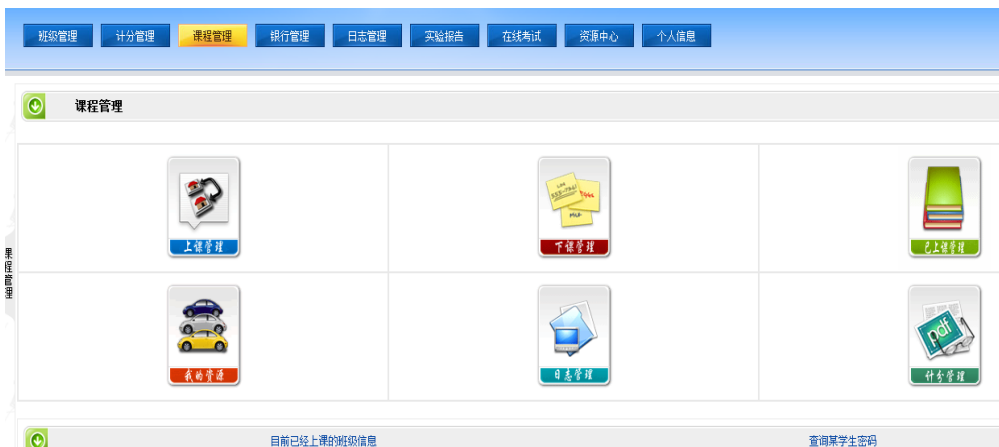 班级管理 计分管理 课程管理 银行管理 日志管理 实验报告 在线考试 资源中心 个人信息
课程管理
上课管理 下课管理 已上课管理
课程管理
pdf
我的资源 日志管理 计分管理
目前已经上课的班级信息 查询某学生密码